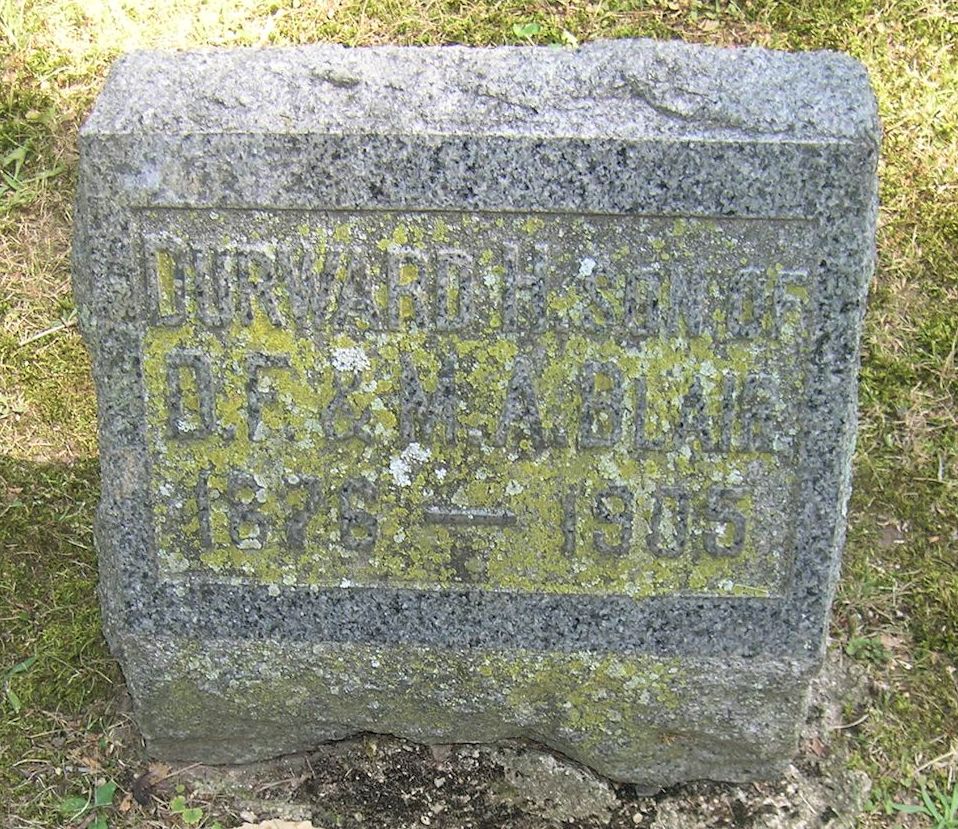 DURWARD H. SON OF
D. F. & M. A. BLAIR
1876 — 1905